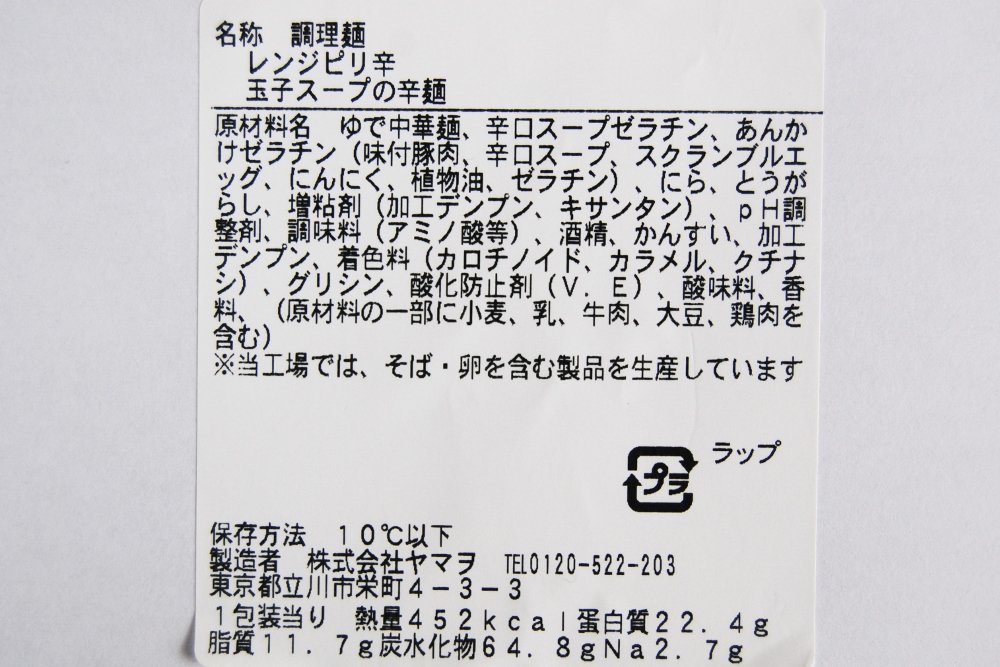 名称　調理麺
レンジピリ辛
玉子スープの辛麺
原材料名　ゆで中華麺、辛口スープゼラチン、あんか
けゼラチン（味付豚肉、辛口スープ、スクランブルエ
ッグ、にんにく、植物油、ゼラチン）、にら、とうが
らし、増粘剤（加工デンプン、キサンタン）、ｐＨ調
整剤、調味料（アミノ酸等）、酒精、かんすい、加工
デンプン、着色料（カロチノイド、カラメル、クチナ
シ）、グリシン、酸化防止剤（Ｖ．Ｅ）、酸味料、香
料、（原材料の一部に小麦、乳、牛肉、大豆、鶏肉を
含む）
※当工場では、そば・卵を含む製品を生産しています
プラ ラップ
保存方法　１０℃以下
製造者　株式会社ヤマヲ　TEL0120-522-203
東京都立川市栄町４－３－３
１包装当り　熱量４５２ｋｃａｌ蛋白質２２．４ｇ
脂質１１．７ｇ炭水化物６４．８ｇＮａ２．７ｇ